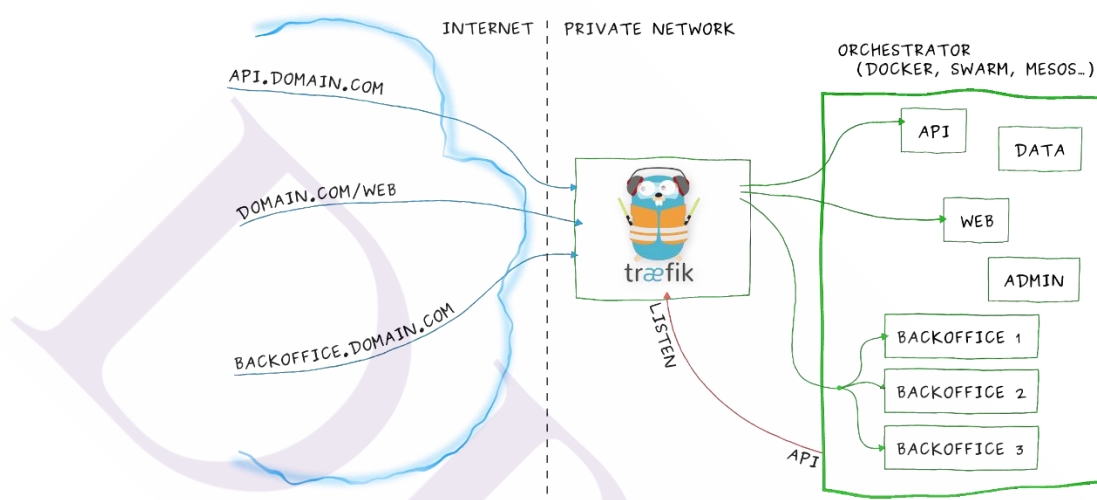 INTERNET
PRIVATE NETWORK
ORCHESTRATOR
(DOCKER, SWARM, MESOS...)
API.DOMAIN.COM
DOMAIN.COM/WEB
BACKOFFICE.DOMAIN.COM
træfik
LISTEN
API
API
DATA
WEB
ADMIN
BACKOFFICE 1
BACKOFFICE 2
BACKOFFICE 3